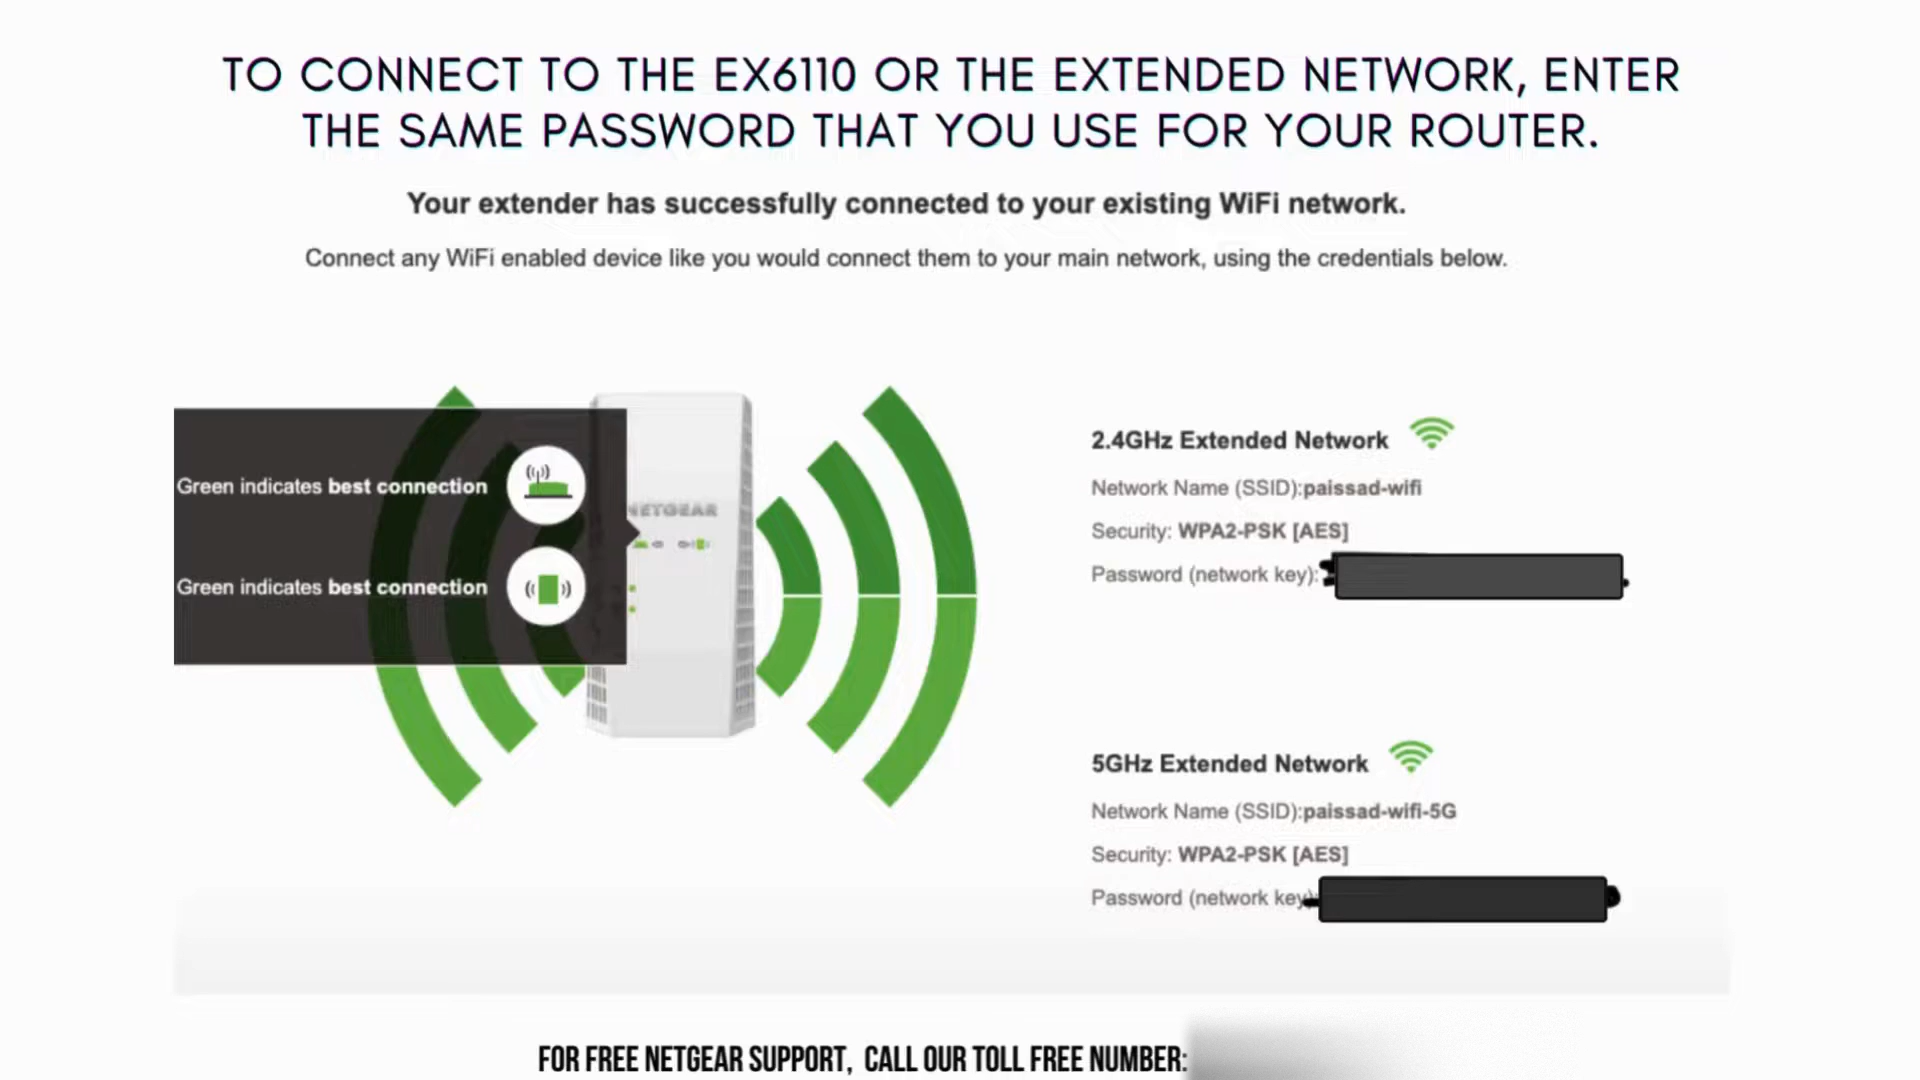 TO CONNECT TO THE EX6110 OR THE EXTENDED NETWORK, ENTER
THE SAME PASSWORD THAT YOU USE FOR YOUR ROUTER.
Your extender has successfully connected to your existing WiFi network.
Connect any WiFi enabled device like you would connect them to your main network, using the credentials below.
Green indicates best connection
Green indicates best connection
NETGEAR
2.4GHz Extended Network
Network Name (SSID):paissad-wifi
Security: WPA2-PSK [AES]
Password (network key):
5GHz Extended Network
Network Name (SSID):paissad-wifi-5G
Security: WPA2-PSK [AES]
Password (network key)
FOR FREE NETGEAR SUPPORT, CALL OUR TOLL FREE NUMBER: